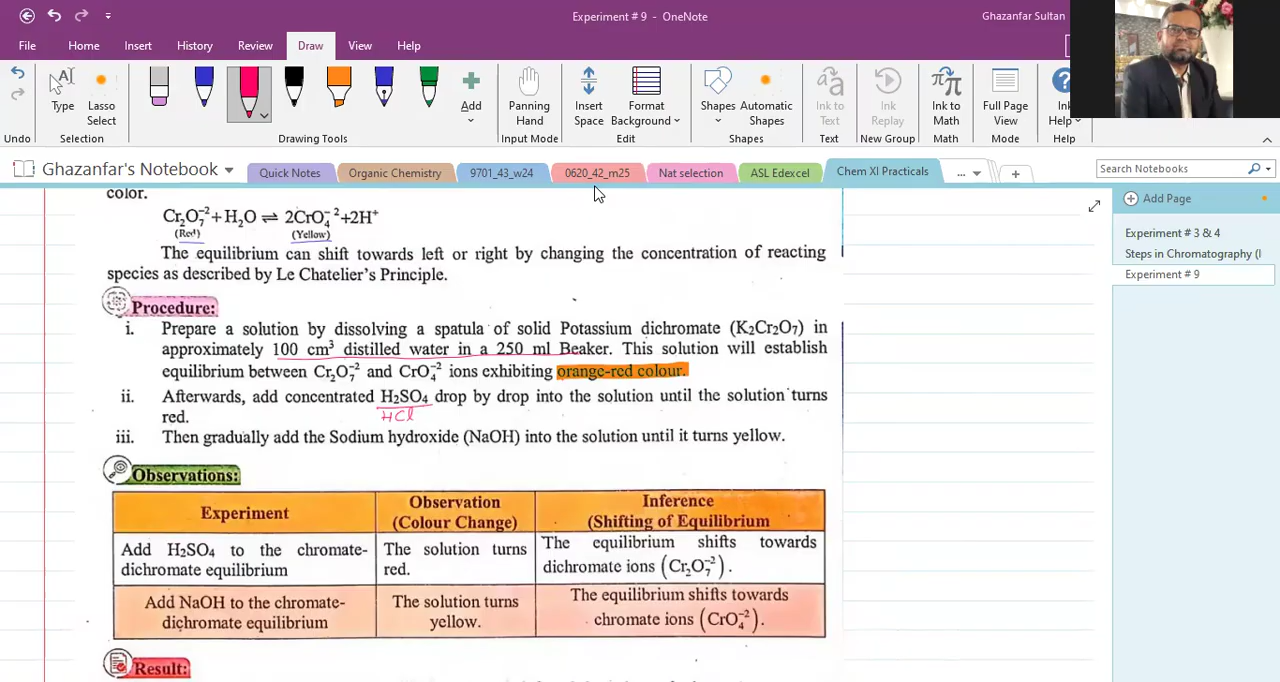 Experiment # 9 - OneNote
Ghazanfar Sultan
File Home Insert History Review Draw View Help
Undo
Type
Lasso Select
Selection
Drawing Tools
Add
Panning Hand
Input Mode
Insert Space
Format Background
Edit
Shapes
Automatic Shapes
Shapes
Ink to Text
Text
Ink Replay
New Group
Ink to Math
Math
Full Page View
Mode
Ink Help
Help
Ghazanfar's Notebook
Quick Notes
Organic Chemistry
9701_43_w24
0620_42_m25
Nat selection
ASL Edexcel
Chem XI Practicals
...
Search Notebooks
Add Page
Experiment # 3 & 4
Steps in Chromatography (I
Experiment # 9
color.
Cr₂O₇⁻²+H₂O ⇌ 2CrO₄⁻²+2H⁺
(Red) (Yellow)
The equilibrium can shift towards left or right by changing the concentration of reacting
species as described by Le Chatelier's Principle.
Procedure:
i. Prepare a solution by dissolving a spatula of solid Potassium dichromate (K₂Cr₂O₇) in
approximately 100 cm³ distilled water in a 250 ml Beaker. This solution will establish
equilibrium between Cr₂O₇⁻² and CrO₄⁻² ions exhibiting orange-red colour.
ii. Afterwards, add concentrated H₂SO₄ drop by drop into the solution until the solution turns
red.
HCl
iii. Then gradually add the Sodium hydroxide (NaOH) into the solution until it turns yellow.
Observations:
Experiment
Observation
(Colour Change)
Inference
(Shifting of Equilibrium
Add H₂SO₄ to the chromate-
dichromate equilibrium
The solution turns
red.
The equilibrium shifts towards
dichromate ions (Cr₂O₇⁻²).
Add NaOH to the chromate-
dichromate equilibrium
The solution turns
yellow.
The equilibrium shifts towards
chromate ions (CrO₄⁻²).
Result: